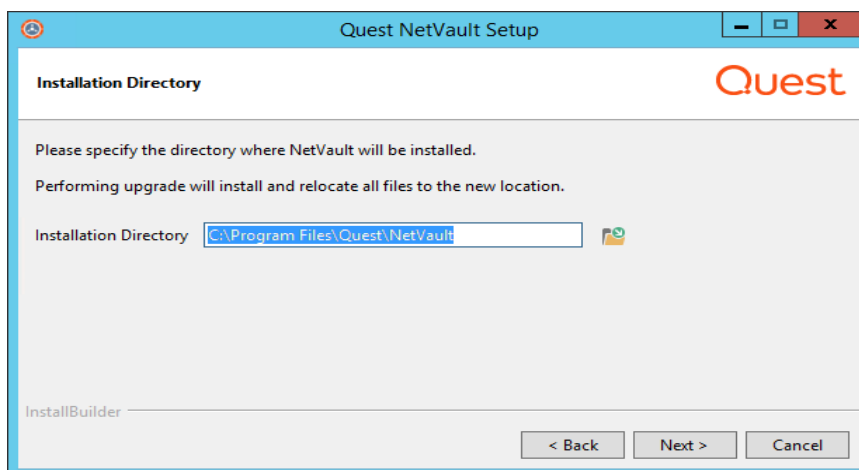 Quest NetVault Setup
Installation Directory
Quest
Please specify the directory where NetVault will be installed.
Performing upgrade will install and relocate all files to the new location.
Installation Directory C:\Program Files\Quest\NetVault
InstallBuilder
< Back Next > Cancel